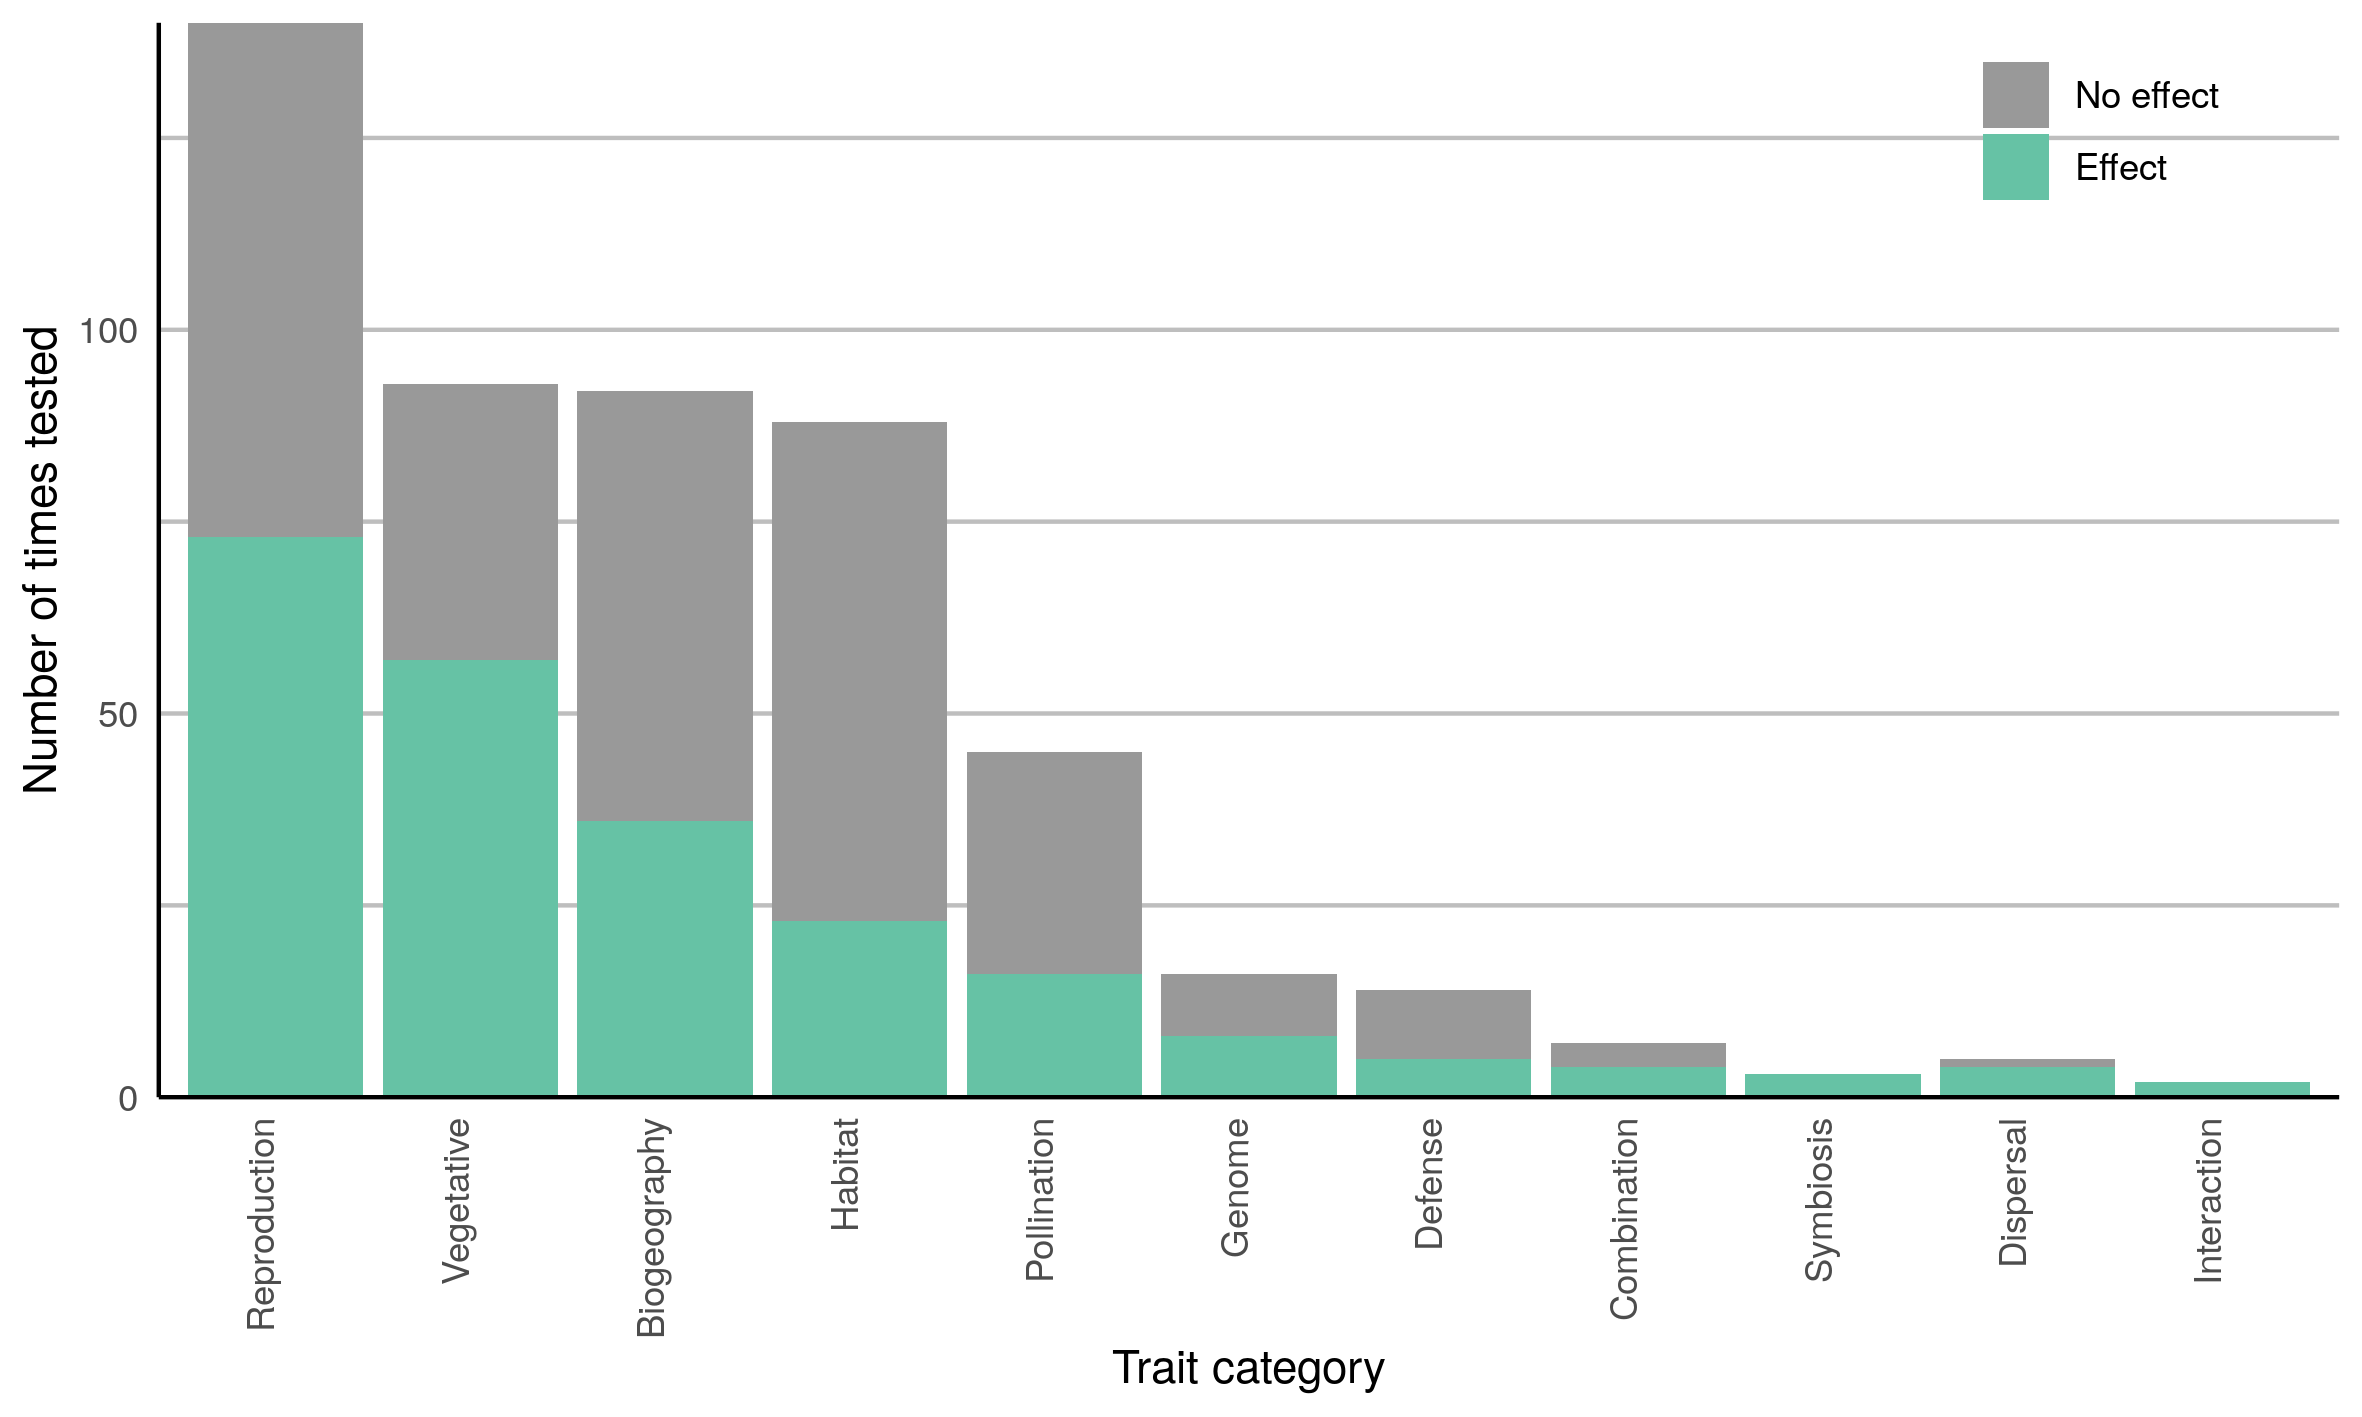 No effect
Effect
Number of times tested
100
50
0
Reproduction
Vegetative
Biogeography
Habitat
Pollination
Genome
Defense
Combination
Symbiosis
Dispersal
Interaction
Trait category